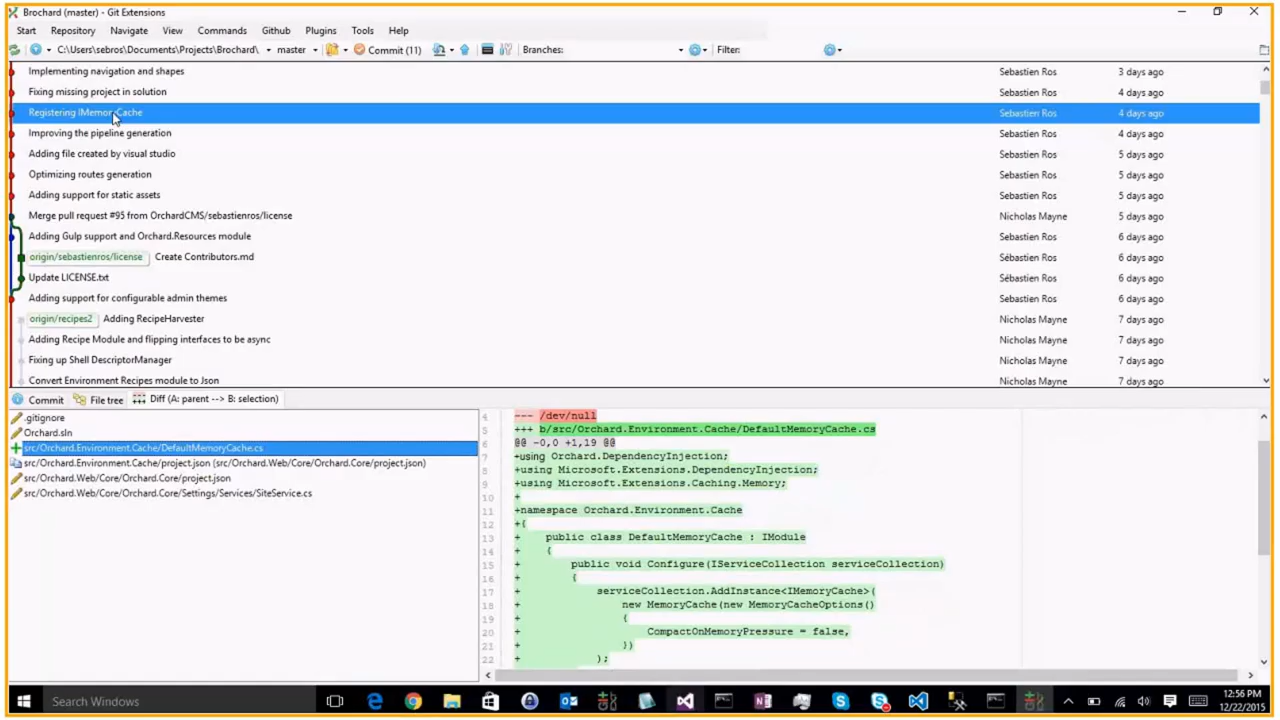 Brochard (master) - Git Extensions
Start Repository Navigate View Commands Github Plugins Tools Help
C:\Users\sebros\Documents\Projects\Brochard\ master Commit (11) Branches: Filter:
Implementing navigation and shapes Sebastien Ros 3 days ago
Fixing missing project in solution Sebastien Ros 4 days ago
Registering IMemoryCache Sebastien Ros 4 days ago
Improving the pipeline generation Sebastien Ros 4 days ago
Adding file created by visual studio Sebastien Ros 5 days ago
Optimizing routes generation Sebastien Ros 5 days ago
Adding support for static assets Sebastien Ros 5 days ago
Merge pull request #95 from OrchardCMS/sebastienros/license Nicholas Mayne 5 days ago
Adding Gulp support and Orchard.Resources module Sébastien Ros 6 days ago
origin/sebastienros/license Create Contributors.md Sébastien Ros 6 days ago
Update LICENSE.txt Sébastien Ros 6 days ago
Adding support for configurable admin themes Sébastien Ros 6 days ago
origin/recipes2 Adding RecipeHarvester Nicholas Mayne 7 days ago
Adding Recipe Module and flipping interfaces to be async Nicholas Mayne 7 days ago
Fixing up Shell DescriptorManager Nicholas Mayne 7 days ago
Convert Environment Recipes module to Json Nicholas Mayne 7 days ago
Commit File tree Diff (A: parent --> B: selection)
.gitignore
Orchard.sln
src/Orchard.Environment.Cache/DefaultMemoryCache.cs
src/Orchard.Environment.Cache/project.json (src/Orchard.Web/Core/Orchard.Core/project.json)
src/Orchard.Web/Core/Orchard.Core/project.json
src/Orchard.Web/Core/Orchard.Core/Settings/Services/SiteService.cs
4 --- /dev/null
5 +++ b/src/Orchard.Environment.Cache/DefaultMemoryCache.cs
6 @@ -0,0 +1,19 @@
7 +using Orchard.DependencyInjection;
8 +using Microsoft.Extensions.DependencyInjection;
9 +using Microsoft.Extensions.Caching.Memory;
10 +
11 +namespace Orchard.Environment.Cache
12 +{
13 + public class DefaultMemoryCache : IModule
14 + {
15 + public void Configure(IServiceCollection serviceCollection)
16 + {
17 + serviceCollection.AddInstance<IMemoryCache>(
18 + new MemoryCache(new MemoryCacheOptions()
19 + {
20 + CompactOnMemoryPressure = false,
21 + })
22 + );
Search Windows
12:56 PM
12/22/2015